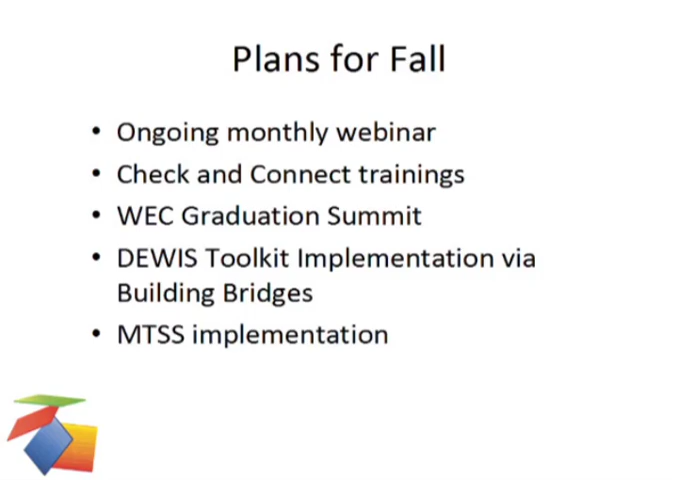 Plans for Fall
• Ongoing monthly webinar
• Check and Connect trainings
• WEC Graduation Summit
• DEWIS Toolkit Implementation via
Building Bridges
• MTSS implementation